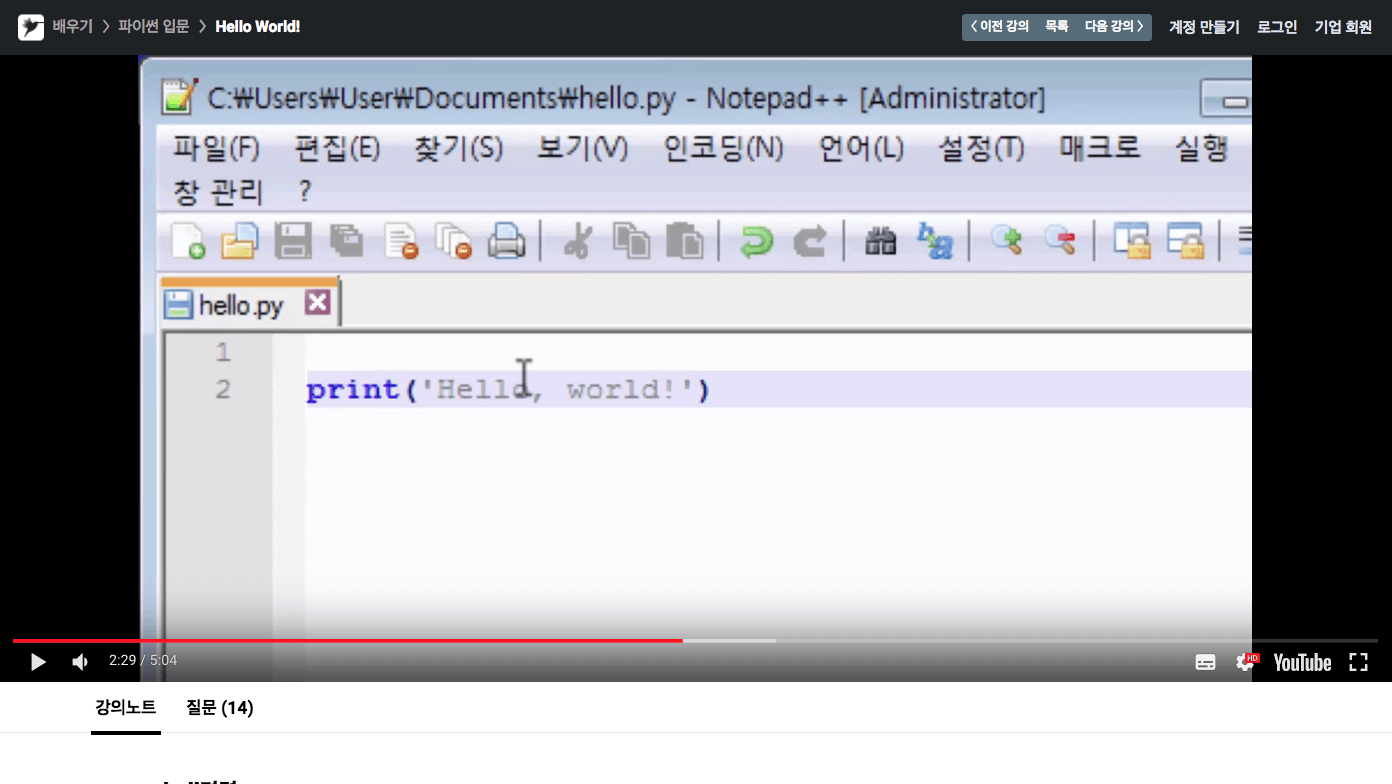 배우기 > 파이썬 입문 > Hello World!
< 이전 강의 목록 다음 강의 > 계정 만들기 로그인 기업 회원
C:₩Users₩User₩Documents₩hello.py - Notepad++ [Administrator]
파일(F) 편집(E) 찾기(S) 보기(V) 인코딩(N) 언어(L) 설정(T) 매크로 실행
창 관리 ?
hello.py
1
2 print('Hello, world!')
2:29 / 5:04
HD
YouTube
강의노트 질문 (14)